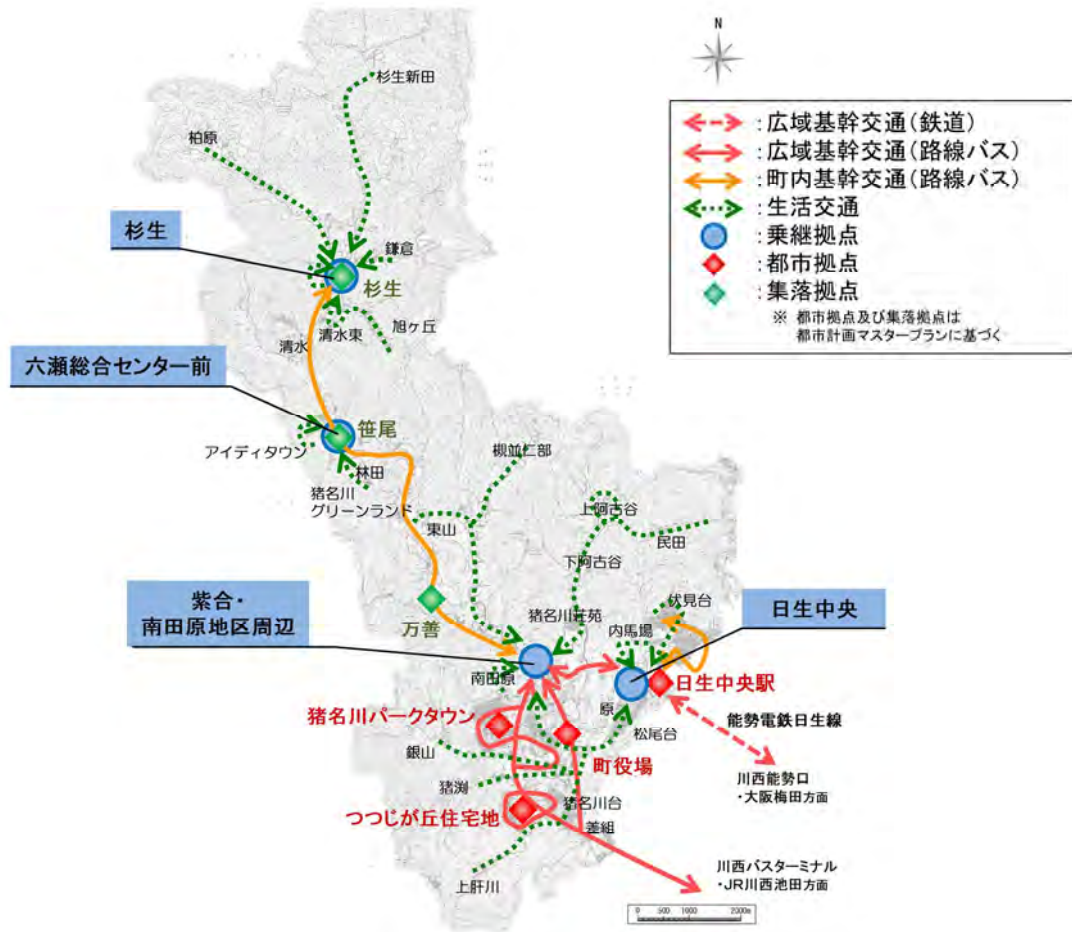 N
:広域基幹交通(鉄道)
:広域基幹交通(路線バス)
:町内基幹交通(路線バス)
:生活交通
:乗継拠点
:都市拠点
:集落拠点
※ 都市拠点及び集落拠点は
都市計画マスタープランに基づく
杉生新田
柏原
杉生
鎌倉
杉生
旭ヶ丘
清水東
清水
六瀬総合センター前
笹尾
アイディタウン
林田
猪名川
グリーンランド
槻並仁部
東山
上阿古谷
民田
下阿古谷
紫合・
南田原地区周辺
万善
猪名川荘苑
伏見台
内馬場
日生中央
南田原
日生中央駅
原
松尾台
能勢電鉄日生線
猪名川パークタウン
町役場
銀山
猪渕
川西能勢口
・大阪梅田方面
つつじが丘住宅地
猪名川台
差組
上肝川
川西バスターミナル
・JR川西池田方面
0 500 1000 2000m